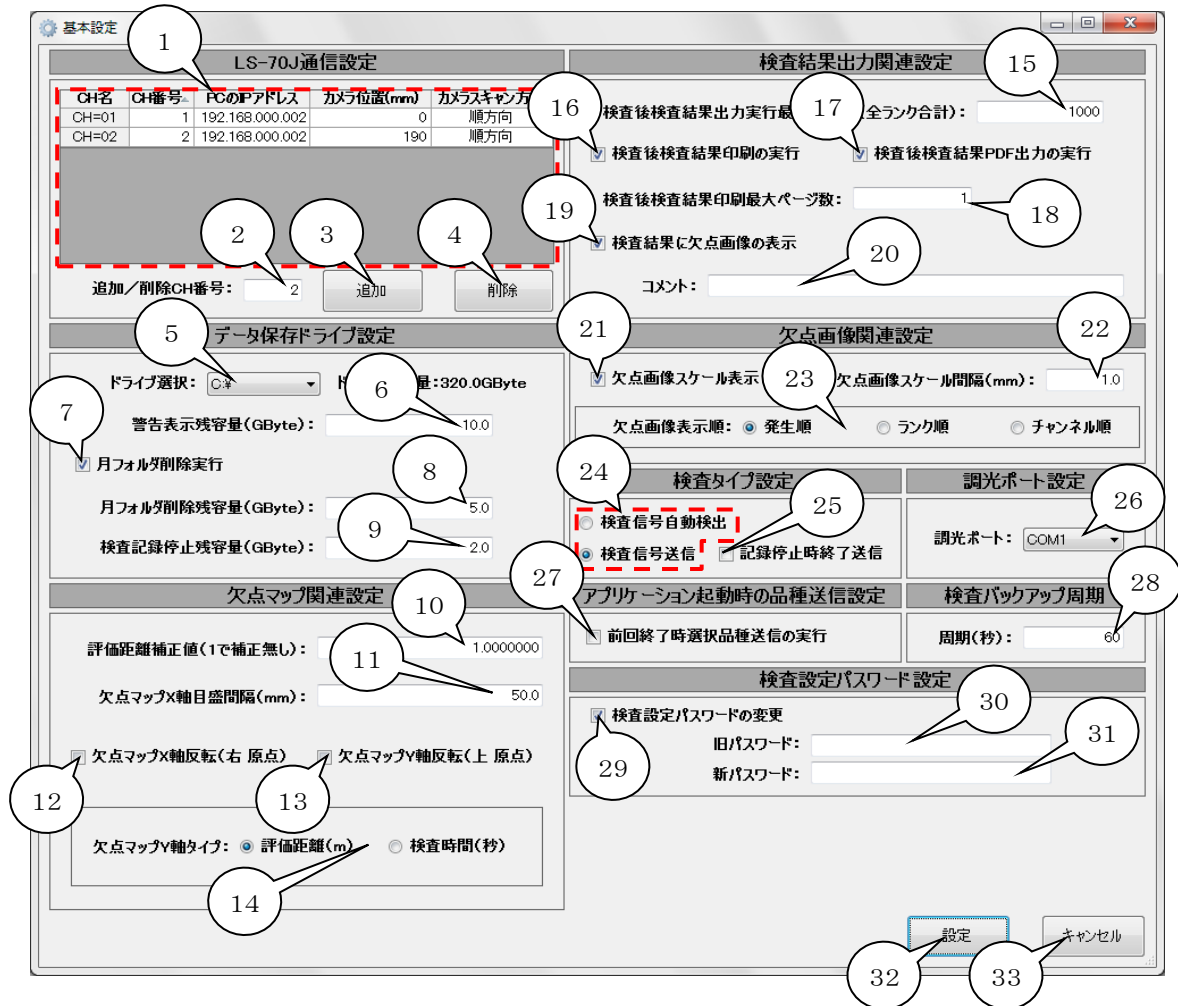 基本設定
1
LS-70J通信設定
CH名 CH番号 PCのIPアドレス カメラ位置(mm) カメラスキャン方
CH=01 1 192.168.000.002 0 順方向
CH=02 2 192.168.000.002 190 順方向
2
3
4
追加/削除CH番号: 2 追加 削除
データ保存ドライブ設定
5
ドライブ選択: C:¥ 量:320.0GByte
6
7
警告表示残容量(GByte): 10.0
月フォルダ削除実行
8
月フォルダ削除残容量(GByte): 5.0
9
検査記録停止残容量(GByte): 2.0
欠点マップ関連設定
10
評価距離補正値(1で補正無し): 1.0000000
11
欠点マップX軸目盛間隔(mm): 50.0
欠点マップX軸反転(右 原点) 欠点マップY軸反転(上 原点)
12
13
欠点マップY軸タイプ: 評価距離(m) 検査時間(秒)
14
検査結果出力関連設定
15
16
17
検査後検査結果出力実行最 全ランク合計): 1000
検査後検査結果印刷の実行 検査後検査結果PDF出力の実行
検査後検査結果印刷最大ページ数: 1
18
19
検査結果に欠点画像の表示
20
コメント:
欠点画像関連設定
21
22
欠点画像スケール表示 欠点画像スケール間隔(mm): 1.0
23
欠点画像表示順: 発生順 ランク順 チャンネル順
検査タイプ設定
24
25
検査信号自動検出
検査信号送信 記録停止時終了送信
調光ポート設定
26
調光ポート: COM1
アプリケーション起動時の品種送信設定
27
前回終了時選択品種送信の実行
検査バックアップ周期
28
周期(秒): 60
検査設定パスワード設定
検査設定パスワードの変更
29
30
旧パスワード:
31
新パスワード:
設定 キャンセル
32
33